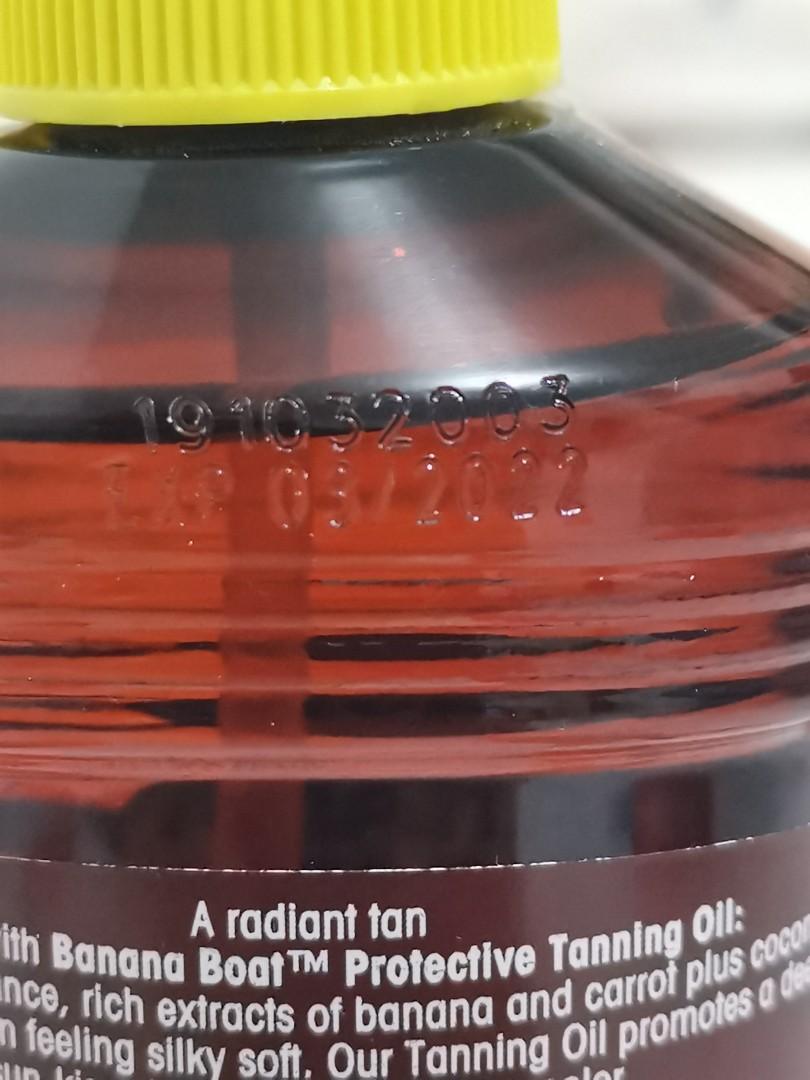 191032003
EXP 03/2022
A radiant tan
with Banana Boat™ Protective Tanning Oil:
rich extracts of banana and carrot plus
feeling silky soft. Our Tanning Oil promotes a